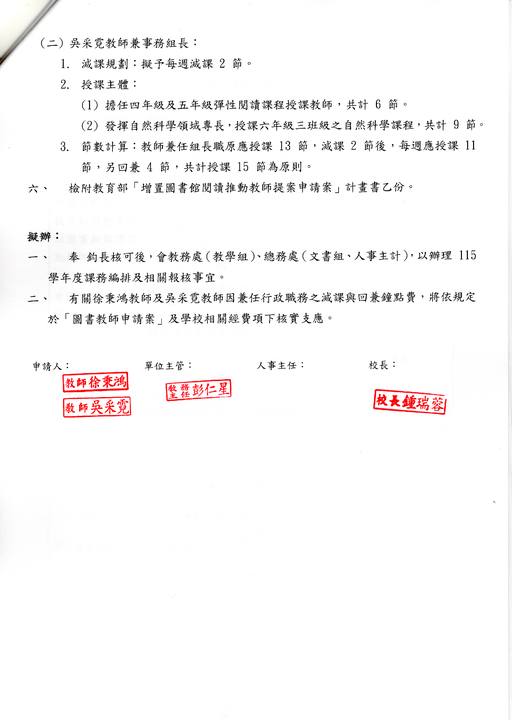 （二）吳采霓教師兼事務組長：
1. 減課規劃：擬予每週減課 2 節。
2. 授課主體：
(1) 擔任四年級及五年級彈性閱讀課程授課教師，共計 6 節。
(2) 發揮自然科學領域專長，授課六年級三班級之自然科學課程，共計 9 節。
3. 節數計算：教師兼任組長職原應授課 13 節，減課 2 節後，每週應授課 11
節，另回兼 4 節，共計授課 15 節為原則。
六、 檢附教育部「增置圖書館閱讀推動教師提案申請案」計畫書乙份。
擬辦：
一、 奉 鈞長核可後，會教務處（教學組）、總務處（文書組、人事主計），以辦理 115
學年度課務編排及相關報核事宜。
二、 有關徐秉鴻教師及吳采霓教師因兼任行政職務之減課與回兼鐘點費，將依規定
於「圖書教師申請案」及學校相關經費項下核實支應。
申請人： 單位主管： 人事主任： 校長：
教師徐秉鴻
教務主任彭仁星
校長鍾瑞蓉
教師吳采霓